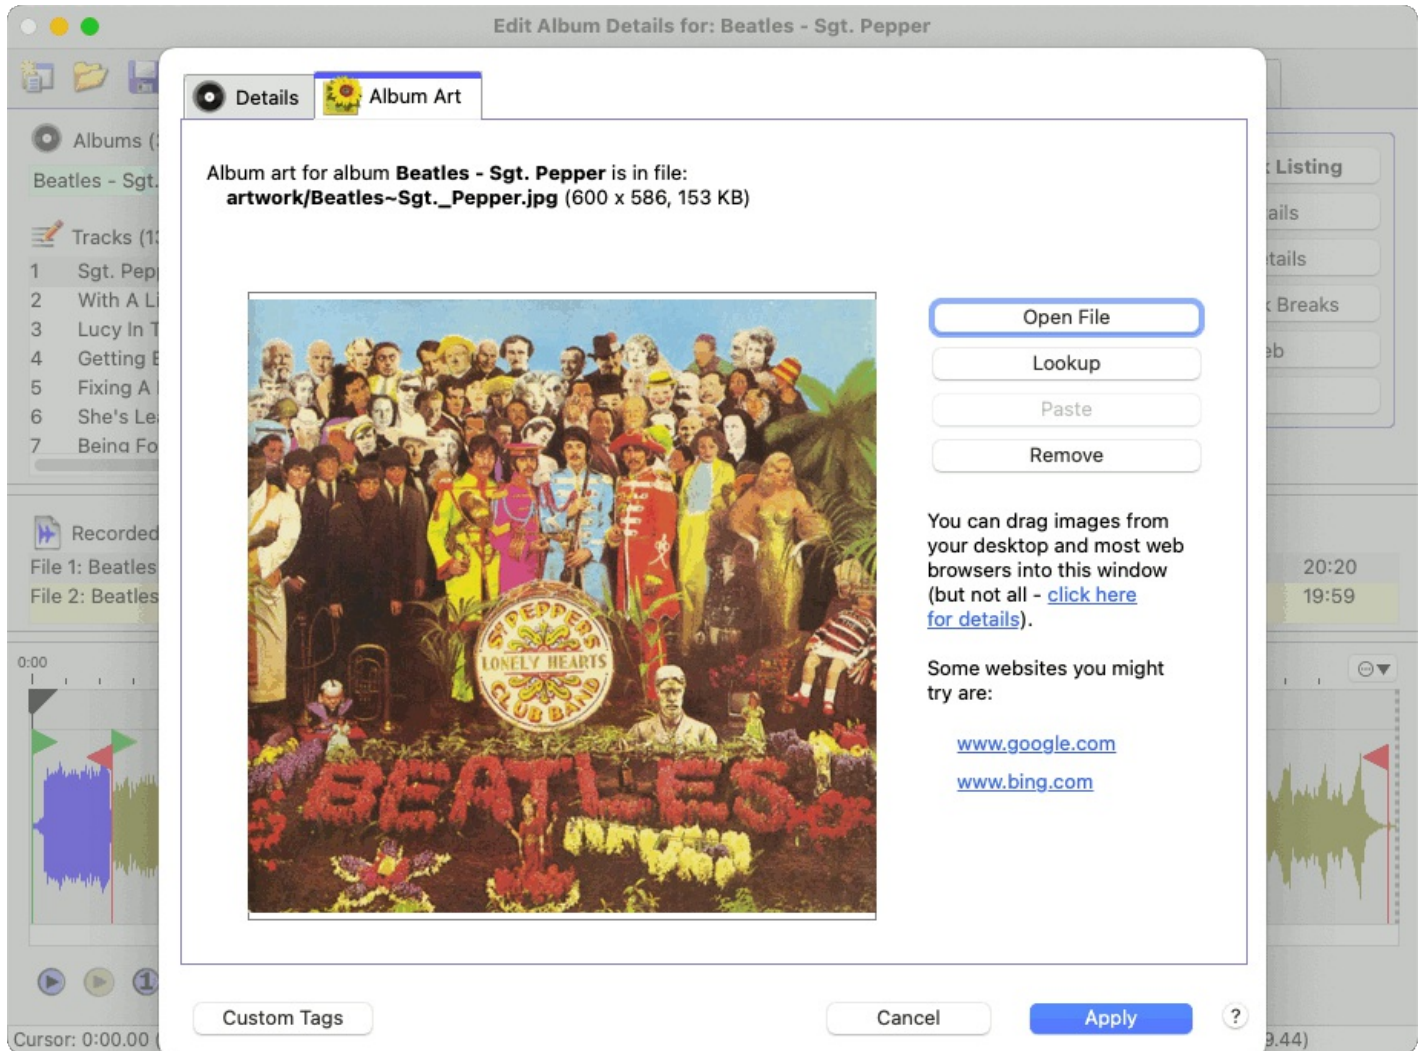 Edit Album Details for: Beatles - Sgt. Pepper
Details
Album Art
Albums (
Beatles - Sgt.
Tracks (1
1 Sgt. Pep
2 With A Li
3 Lucy In T
4 Getting B
5 Fixing A
6 She's Lea
7 Being Fo
Recorded
File 1: Beatles
File 2: Beatles
0:00
Album art for album Beatles - Sgt. Pepper is in file:
artwork/Beatles~Sgt._Pepper.jpg (600 x 586, 153 KB)
SGT PEPPERS
LONELY HEARTS
CLUB BAND
BEATLES
Open File
Lookup
Paste
Remove
You can drag images from
your desktop and most web
browsers into this window
(but not all - click here
for details).
Some websites you might
try are:
www.google.com
www.bing.com
Listing
ails
etails
k Breaks
eb
20:20
19:59
1
Custom Tags
Cancel
Apply
?
Cursor: 0:00.00 (
9.44)